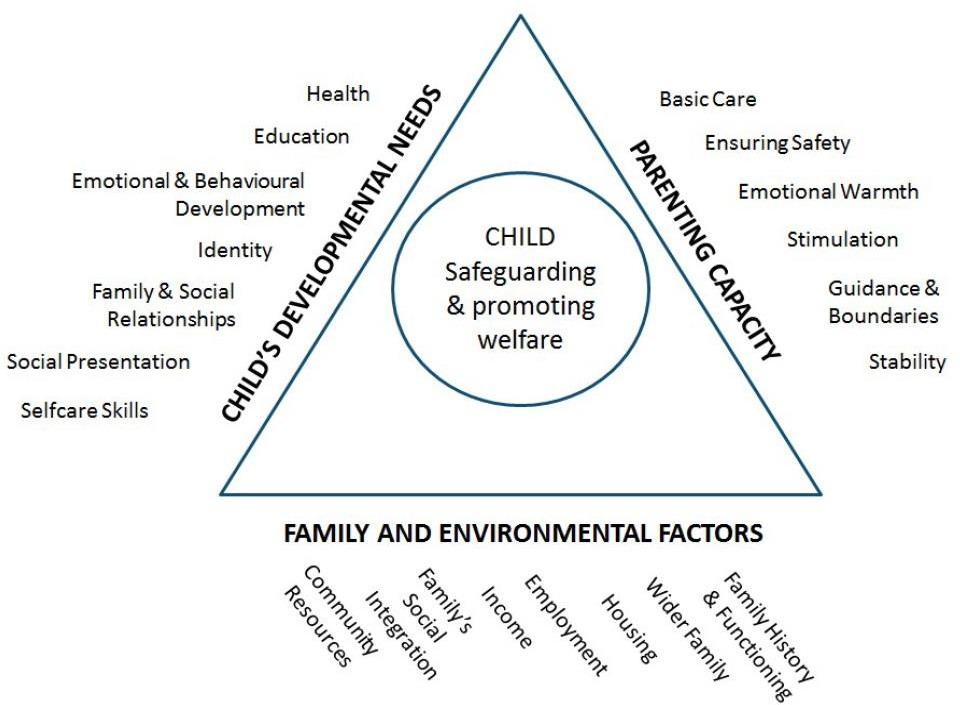 Health
Education
Emotional & Behavioural
Development
Identity
Family & Social
Relationships
Social Presentation
Selfcare Skills
CHILD'S DEVELOPMENTAL NEEDS
CHILD
Safeguarding
& promoting
welfare
PARENTING CAPACITY
Basic Care
Ensuring Safety
Emotional Warmth
Stimulation
Guidance &
Boundaries
Stability
FAMILY AND ENVIRONMENTAL FACTORS
Community
Resources
Family's
Social
Integration
Income
Employment
Housing
Wider Family
Family History
& Functioning